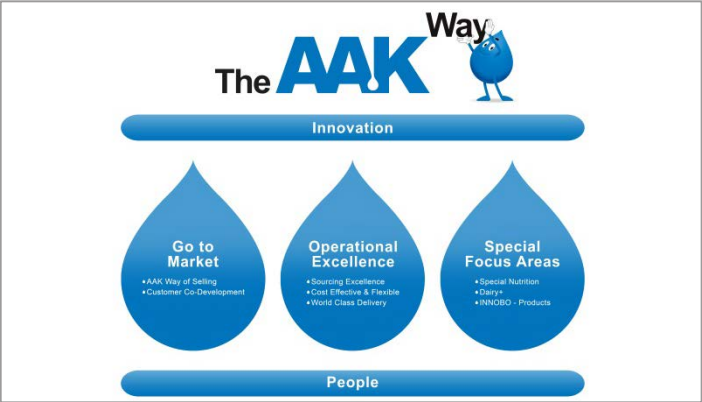 The AAK Way
Innovation
Go to
Market
•AAK Way of Selling
•Customer Co-Development
Operational
Excellence
•Sourcing Excellence
•Cost Effective & Flexible
•World Class Delivery
Special
Focus Areas
•Special Nutrition
•Dairy+
•INNOBO - Products
People